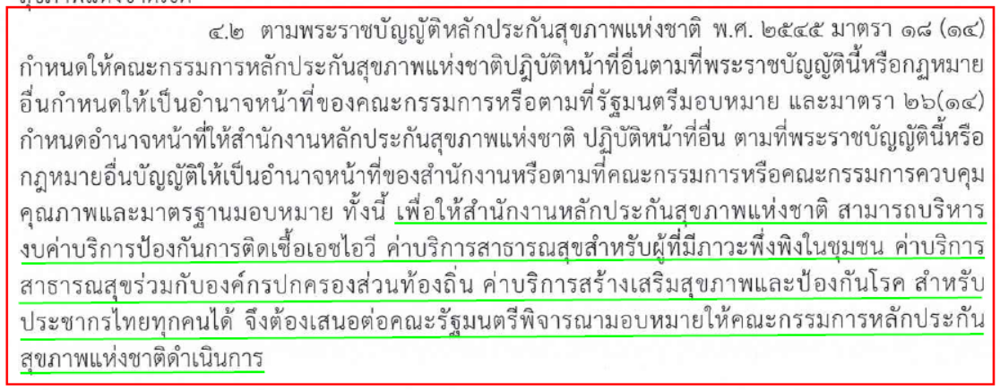 ๔.๒ ตามพระราชบัญญัติหลักประกันสุขภาพแห่งชาติ พ.ศ. ๒๕๔๕ มาตรา ๑๘ (๑๔)
กำหนดให้คณะกรรมการหลักประกันสุขภาพแห่งชาติปฏิบัติหน้าที่อื่นตามที่พระราชบัญญัตินี้หรือกฎหมาย
อื่นกำหนดให้เป็นอำนาจหน้าที่ของคณะกรรมการหรือตามที่รัฐมนตรีมอบหมาย และมาตรา ๒๖(๑๔)
กำหนดอำนาจหน้าที่ให้สำนักงานหลักประกันสุขภาพแห่งชาติ ปฏิบัติหน้าที่อื่น ตามที่พระราชบัญญัตินี้หรือ
กฎหมายอื่นบัญญัติให้เป็นอำนาจหน้าที่ของสำนักงานหรือตามที่คณะกรรมการหรือคณะกรรมการควบคุม
คุณภาพและมาตรฐานมอบหมาย ทั้งนี้ เพื่อให้สำนักงานหลักประกันสุขภาพแห่งชาติ สามารถบริหาร
งบค่าบริการป้องกันการติดเชื้อเอชไอวี ค่าบริการสาธารณสุขสำหรับผู้ที่มีภาวะพึ่งพิงในชุมชน ค่าบริการ
สาธารณสุขร่วมกับองค์กรปกครองส่วนท้องถิ่น ค่าบริการสร้างเสริมสุขภาพและป้องกันโรค สำหรับ
ประชากรไทยทุกคนได้ จึงต้องเสนอต่อคณะรัฐมนตรีพิจารณามอบหมายให้คณะกรรมการหลักประกัน
สุขภาพแห่งชาติดำเนินการ